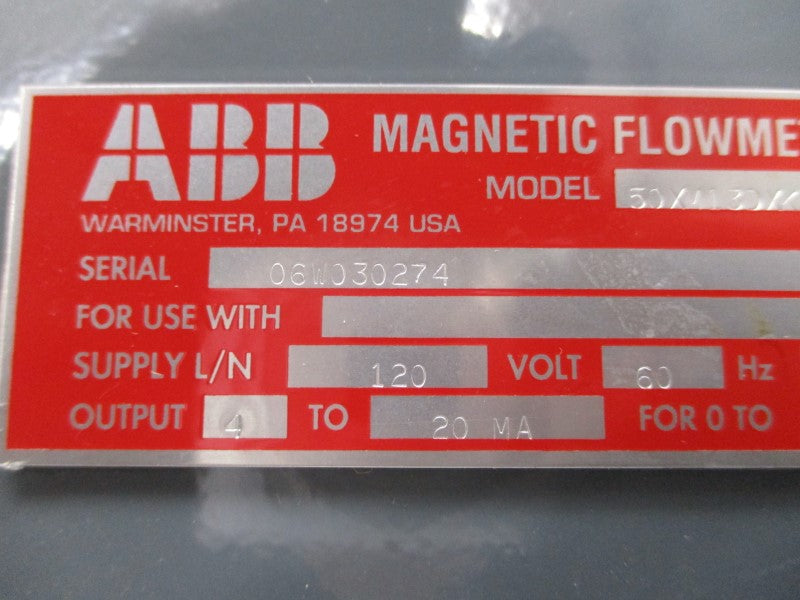 ABB MAGNETIC FLOWME
MODEL
WARMINSTER, PA 18974 USA
SERIAL 06W030274
FOR USE WITH
SUPPLY L/N 120 VOLT 60 Hz
OUTPUT 4 TO 20 MA FOR 0 TO